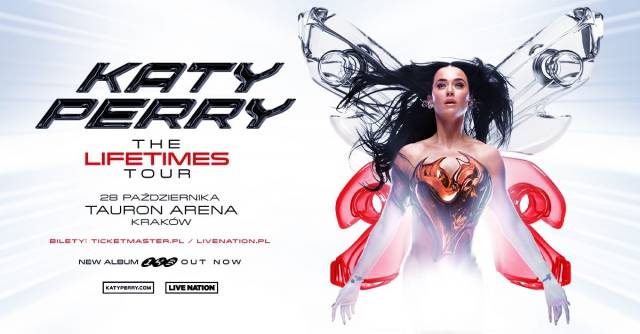 KATY
PERRY
THE
LIFETIMES
TOUR
28 PAŹDZIERNIKA
TAURON ARENA
KRAKÓW
BILETY: TICKETMASTER.PL / LIVENATION.PL
NEW ALBUM 143 OUT NOW
KATYPERRY.COM
LIVE NATION